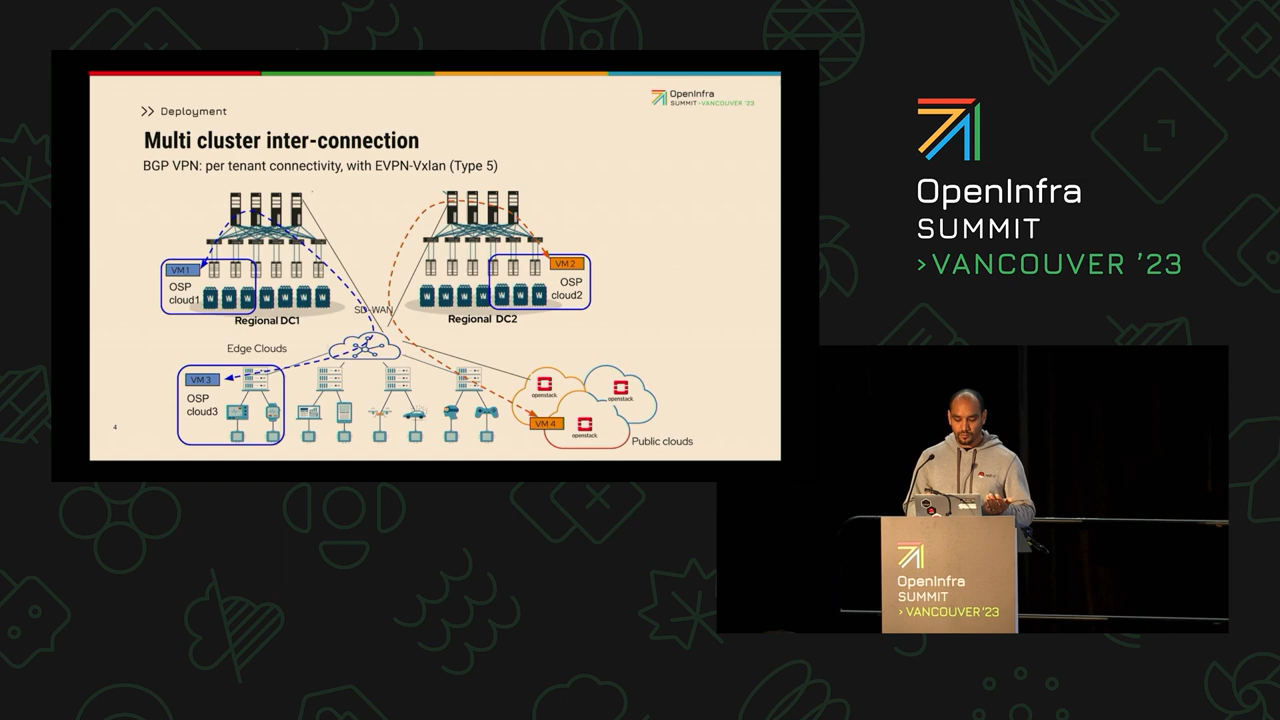 >> Deployment
OpenInfra
SUMMIT >VANCOUVER '23
Multi cluster inter-connection
BGP VPN: per tenant connectivity, with EVPN-Vxlan (Type 5)
VM 1
OSP
cloud1
Regional DC1
VM 2
OSP
cloud2
Regional DC2
SD-WAN
Edge Clouds
VM 3
OSP
cloud3
openstack.
openstack.
openstack.
VM 4
Public clouds
4
OpenInfra
SUMMIT
>VANCOUVER '23
OpenInfra
SUMMIT
>VANCOUVER '23